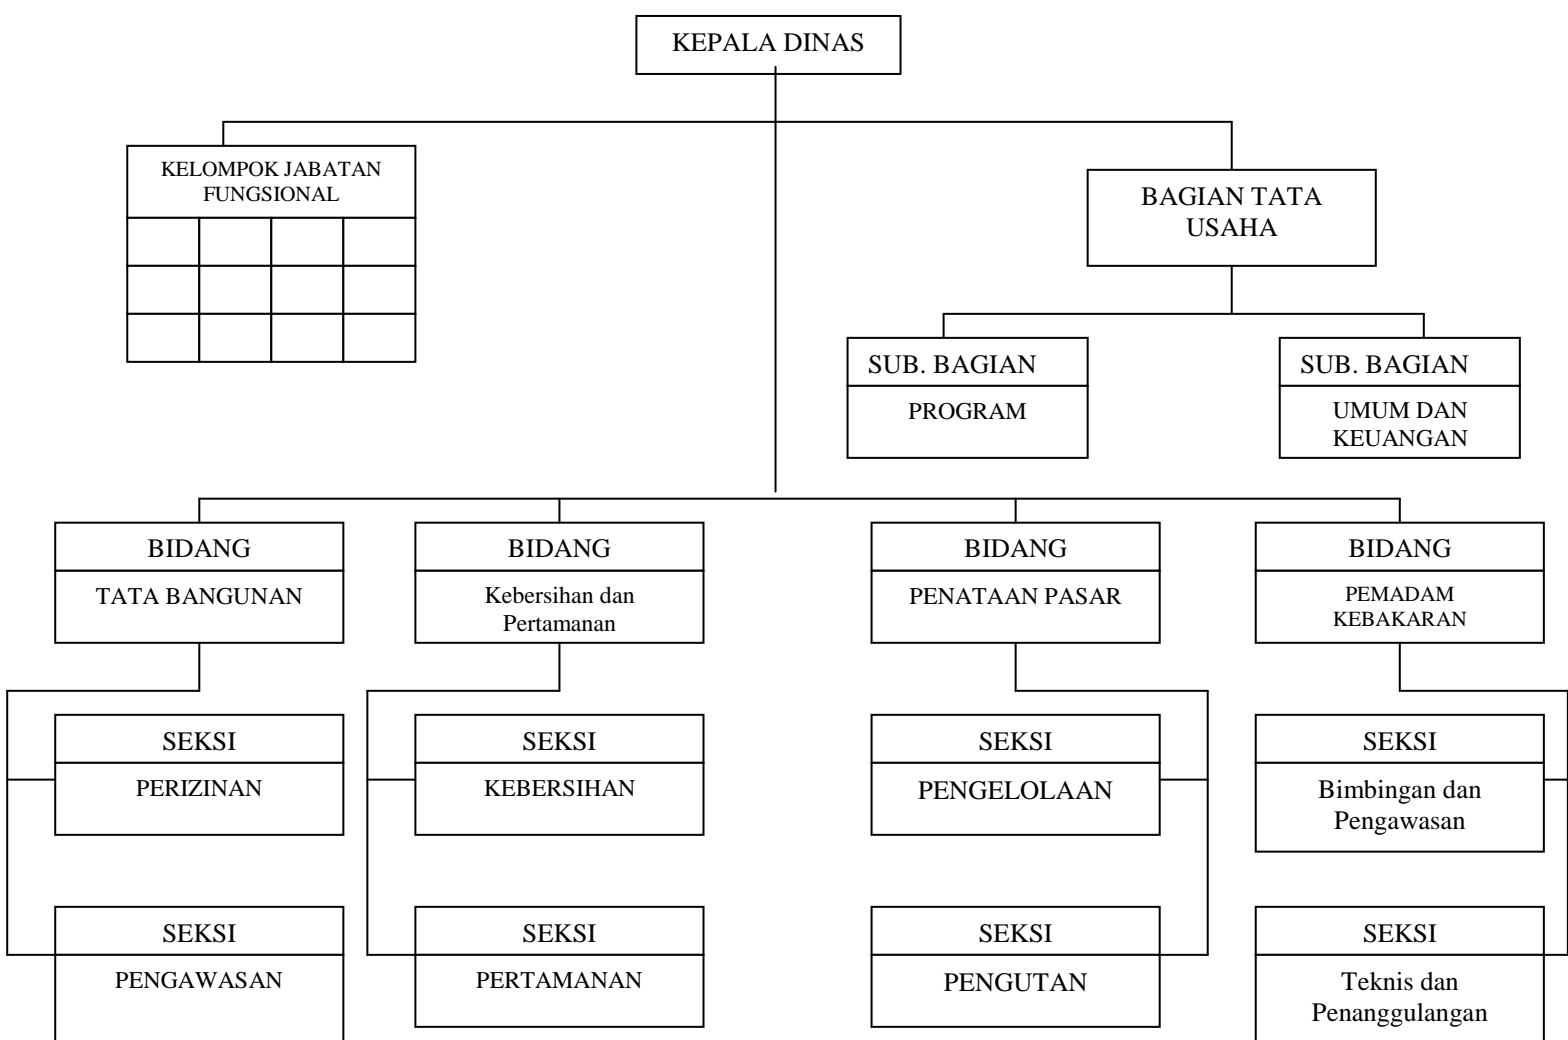 KEPALA DINAS
KELOMPOK JABATAN
FUNGSIONAL
BAGIAN TATA
USAHA
SUB. BAGIAN
PROGRAM
SUB. BAGIAN
UMUM DAN
KEUANGAN
BIDANG
TATA BANGUNAN
BIDANG
Kebersihan dan
Pertamanan
BIDANG
PENATAAN PASAR
BIDANG
PEMADAM
KEBAKARAN
SEKSI
PERIZINAN
SEKSI
KEBERSIHAN
SEKSI
PENGELOLAAN
SEKSI
Bimbingan dan
Pengawasan
SEKSI
PENGAWASAN
SEKSI
PERTAMANAN
SEKSI
PENGUTAN
SEKSI
Teknis dan
Penanggulangan